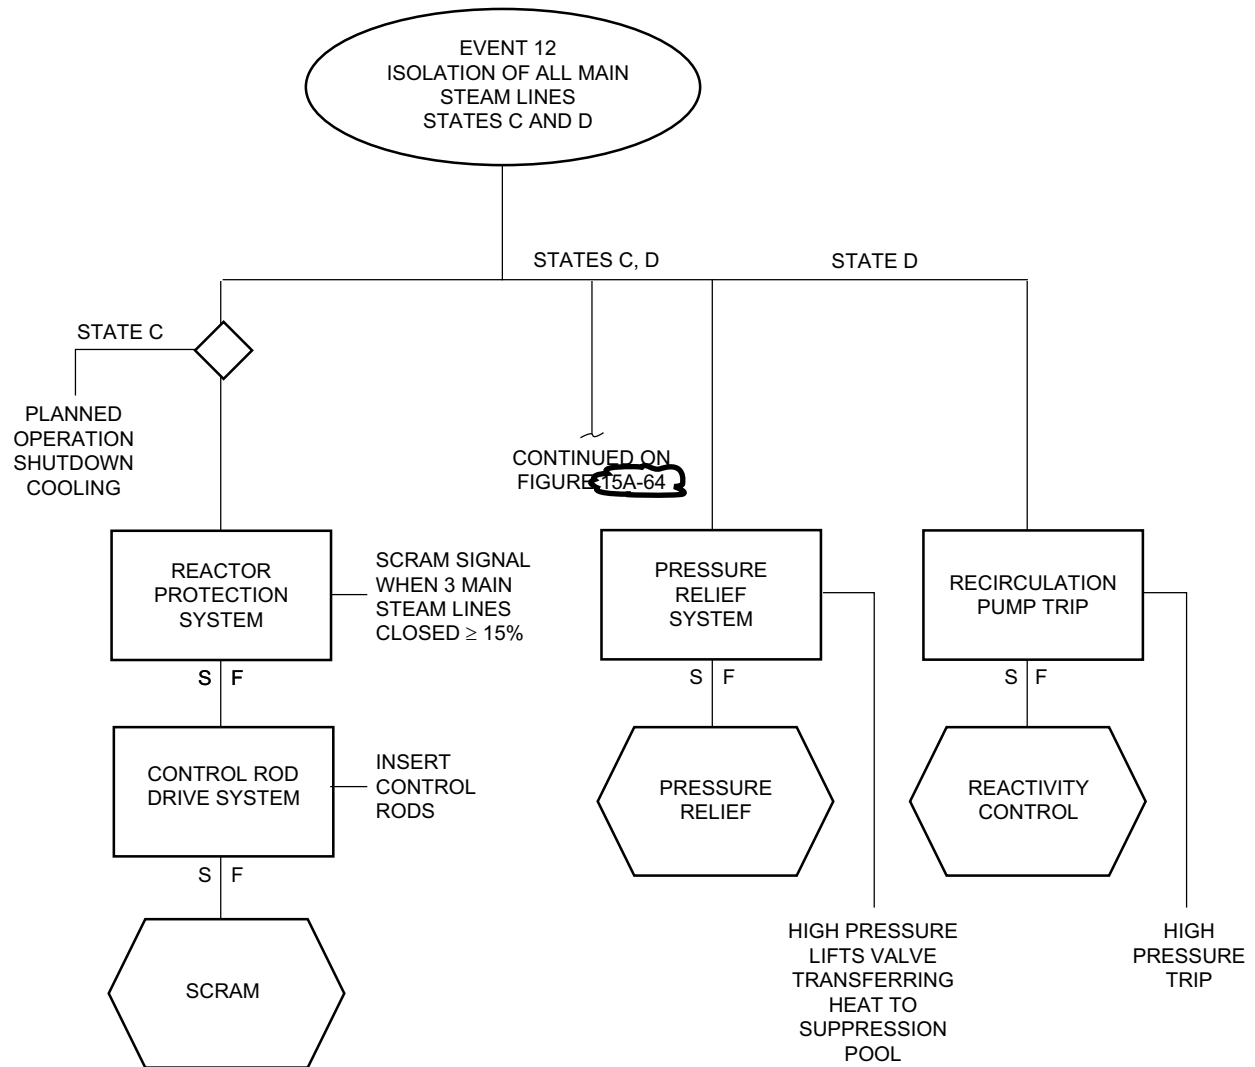 EVENT 12
ISOLATION OF ALL MAIN
STEAM LINES
STATES C AND D
STATES C, D
STATE D
STATE C
PLANNED
OPERATION
SHUTDOWN
COOLING
CONTINUED ON
FIGURE 15A-64
REACTOR
PROTECTION
SYSTEM
SCRAM SIGNAL
WHEN 3 MAIN
STEAM LINES
CLOSED ≥ 15%
PRESSURE
RELIEF
SYSTEM
RECIRCULATION
PUMP TRIP
S F
S F
S F
CONTROL ROD
DRIVE SYSTEM
INSERT
CONTROL
RODS
PRESSURE
RELIEF
REACTIVITY
CONTROL
S F
SCRAM
HIGH PRESSURE
LIFTS VALVE
TRANSFERRING
HEAT TO
SUPPRESSION
POOL
HIGH
PRESSURE
TRIP